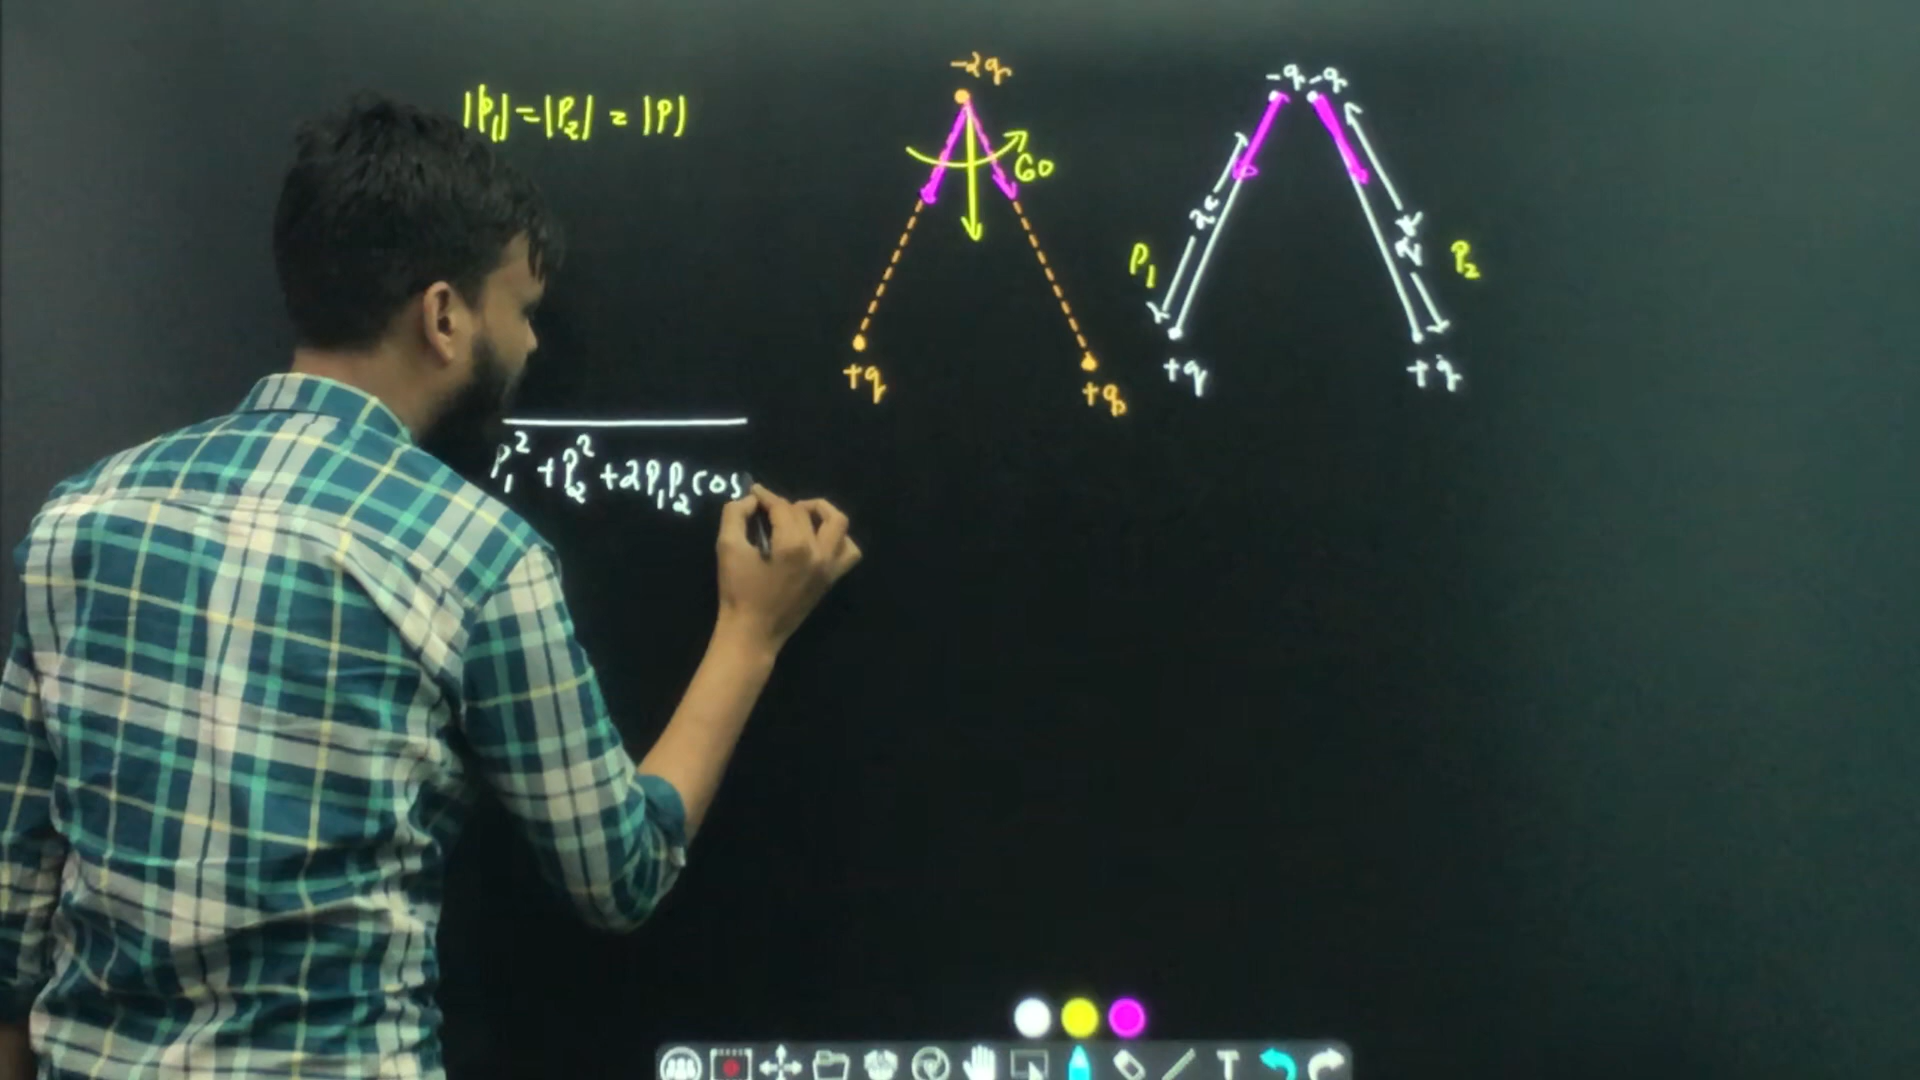 |P₁| = |P₂| = |P|
-2q
60
+q
+q
-q -q
P₁
P₂
+q
+q
P₁² + P₂² + 2P₁P₂ cos
T